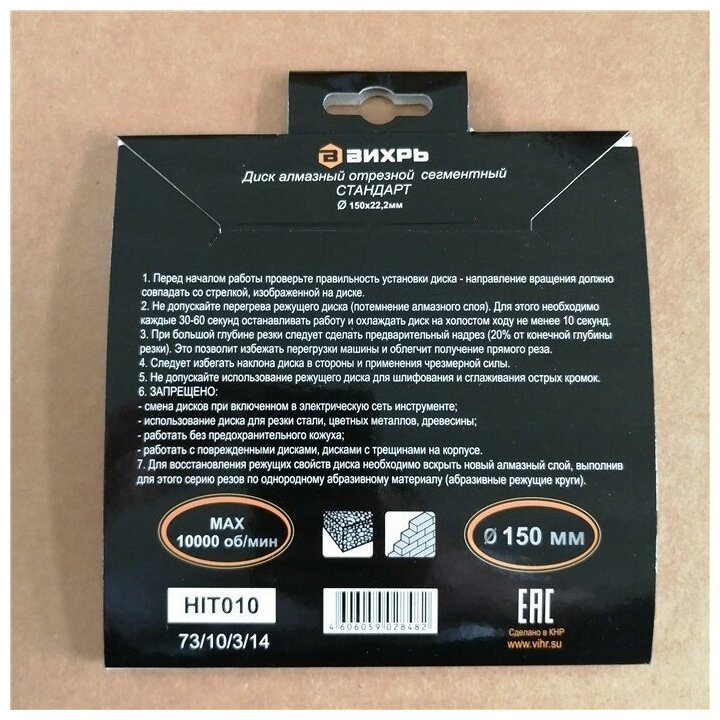 ВИХРЬ
Диск алмазный отрезной сегментный
СТАНДАРТ
Ø 150x22,2мм
1. Перед началом работы проверьте правильность установки диска - направление вращения должно
совпадать со стрелкой, изображенной на диске.
2. Не допускайте перегрева режущего диска (потемнение алмазного слоя). Для этого необходимо
каждые 30-60 секунд останавливать работу и охлаждать диск на холостом ходу не менее 10 секунд.
3. При большой глубине резки следует сделать предварительный надрез (20% от конечной глубины
резки). Это позволит избежать перегрузки машины и облегчит получение прямого реза.
4. Следует избегать наклона диска в стороны и применения чрезмерной силы.
5. Не допускайте использование режущего диска для шлифования и сглаживания острых кромок.
6. ЗАПРЕЩЕНО:
- смена дисков при включенном в электрическую сеть инструменте;
- использование диска для резки стали, цветных металлов, древесины;
- работать без предохранительного кожуха;
- работать с поврежденными дисками, дисками с трещинами на корпусе.
7. Для восстановления режущих свойств диска необходимо вскрыть новый алмазный слой, выполнив
для этого серию резов по однородному абразивному материалу (абразивные режущие круги).
MAX
10000 об/мин
Ø 150 мм
HIT010
73/10/3/14
4606059028482
EAC
Сделано в КНР
www.vihr.su